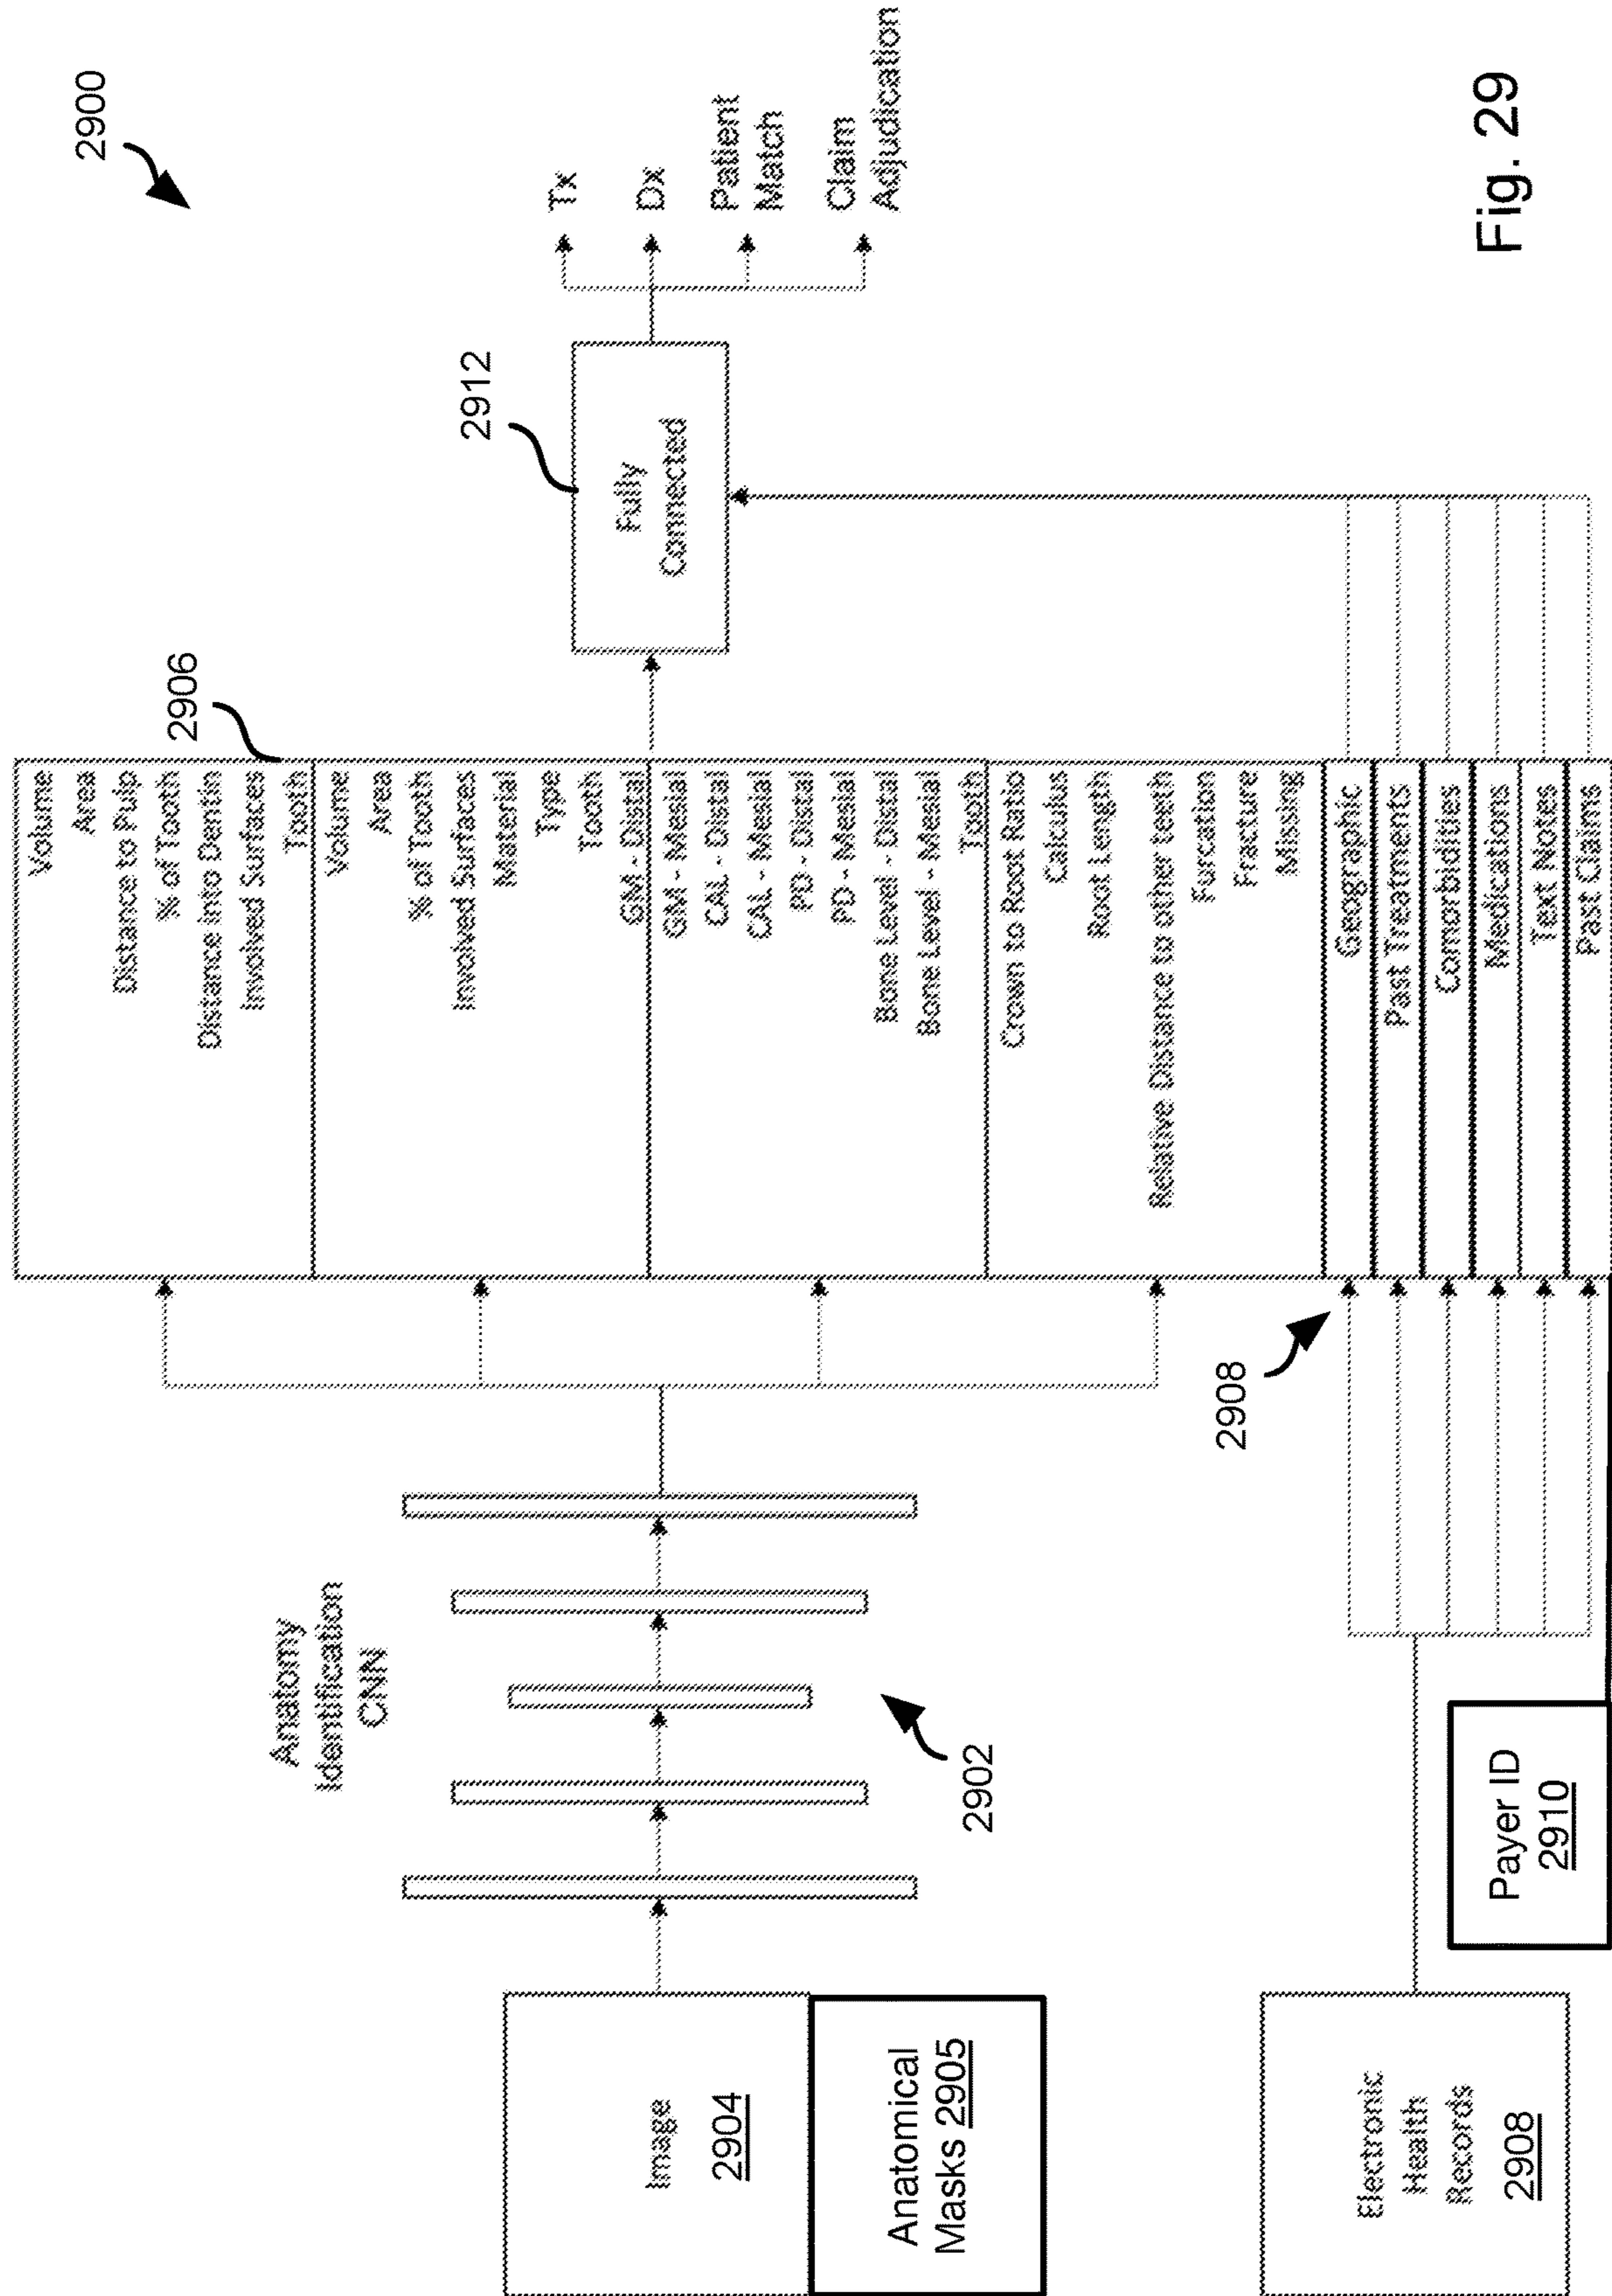 2900
Image
2904
Anatomical
Masks 2905
Anatomy
Identification
CNN
2902
2906
Volume
Area
Distance to Pulp
% of Tooth
Distance into Dentin
Involved Surfaces
Tooth
Volume
Area
% of Tooth
Involved Surfaces
Material
Type
Tooth
GM - Distal
GM - Mesial
CAL - Distal
CAL - Mesial
PD - Distal
PD - Mesial
Bone Level - Distal
Bone Level - Mesial
Tooth
Crown to Root Ratio
Calculus
Root Length
Relative Distance to other teeth
Furcation
Fracture
Missing
Geographic
Past Treatments
Comorbidities
Medications
Text Notes
Past Claims
2908
Electronic
Health
Records
2908
Payer ID
2910
2912
Fully
Connected
Tx
Dx
Patient
Match
Claim
Adjudication
Fig. 29